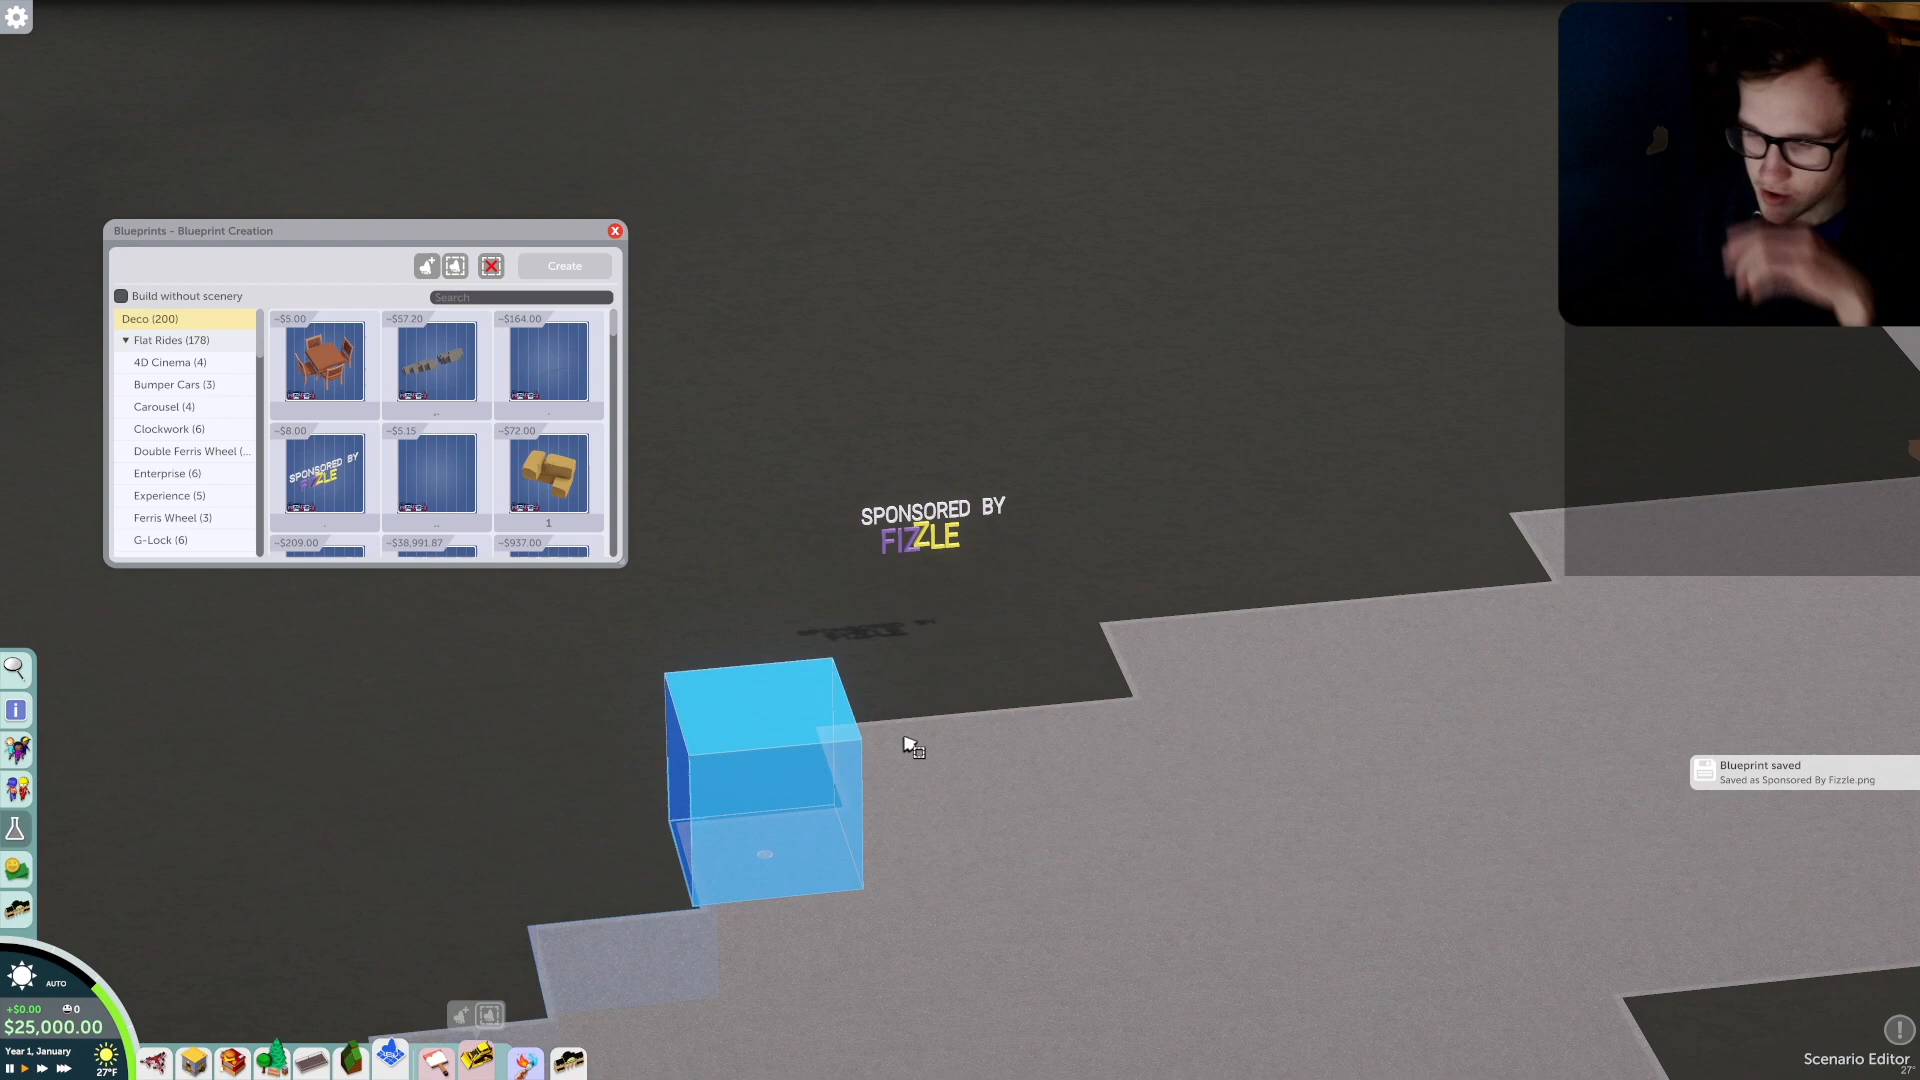 Blueprints - Blueprint Creation
X
Create
Build without scenery
Search
Deco (200)
Flat Rides (178)
4D Cinema (4)
Bumper Cars (3)
Carousel (4)
Clockwork (6)
Double Ferris Wheel (...
Enterprise (6)
Experience (5)
Ferris Wheel (3)
G-Lock (6)
~$5.00
~$57.20
~$164.00
,.
.
~$8.00
~$5.15
~$72.00
SPONSORED BY
FIZZLE
.
..
1
~$209.00
~$38,991.87
~$937.00
SPONSORED BY
FIZZLE
Blueprint saved
Saved as Sponsored By Fizzle.png
AUTO
+$0.00
0
$25,000.00
Year 1, January
27°F
Scenario Editor
27°